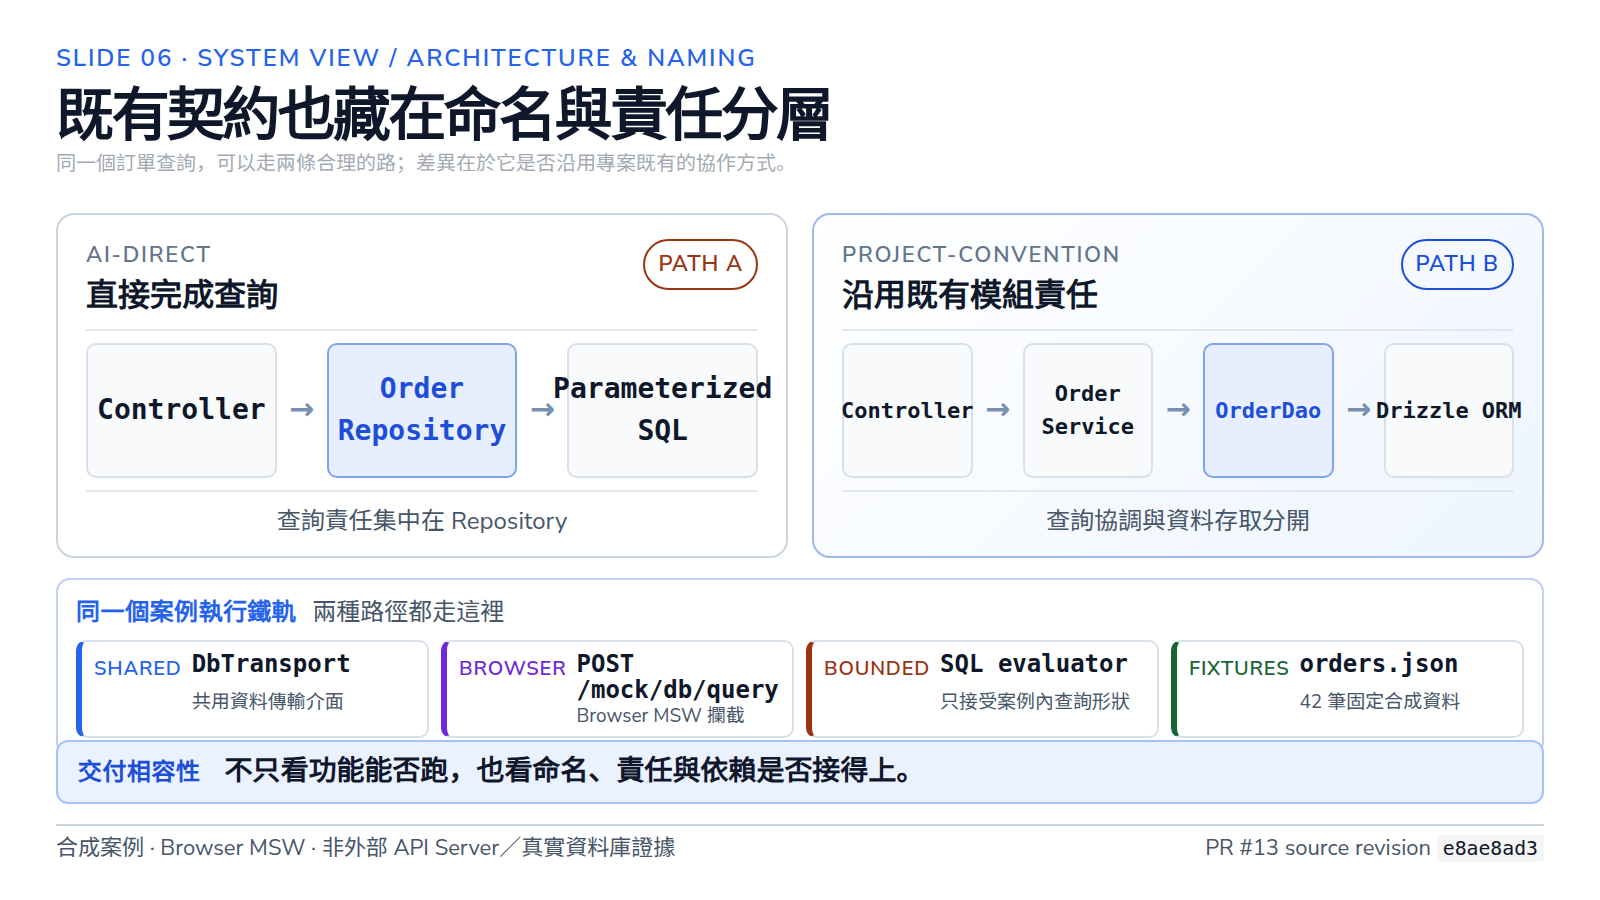 SLIDE 06 · SYSTEM VIEW / ARCHITECTURE & NAMING
既有契約也藏在命名與責任分層
同一個訂單查詢，可以走兩條合理的路；差異在於它是否沿用專案既有的協作方式。
AI-DIRECT
PATH A
直接完成查詢
Controller
→
Order
Repository
→
Parameterized
SQL
查詢責任集中在 Repository
PROJECT-CONVENTION
PATH B
沿用既有模組責任
Controller
→
Order
Service
→
OrderDao
→
Drizzle ORM
查詢協調與資料存取分開
同一個案例執行鐵軌 兩種路徑都走這裡
SHARED DbTransport
共用資料傳輸介面
BROWSER POST
/mock/db/query
Browser MSW 攔截
BOUNDED SQL evaluator
只接受案例內查詢形狀
FIXTURES orders.json
42 筆固定合成資料
交付相容性 不只看功能能否跑，也看命名、責任與依賴是否接得上。
合成案例 · Browser MSW · 非外部 API Server／真實資料庫證據
PR #13 source revision e8ae8ad3